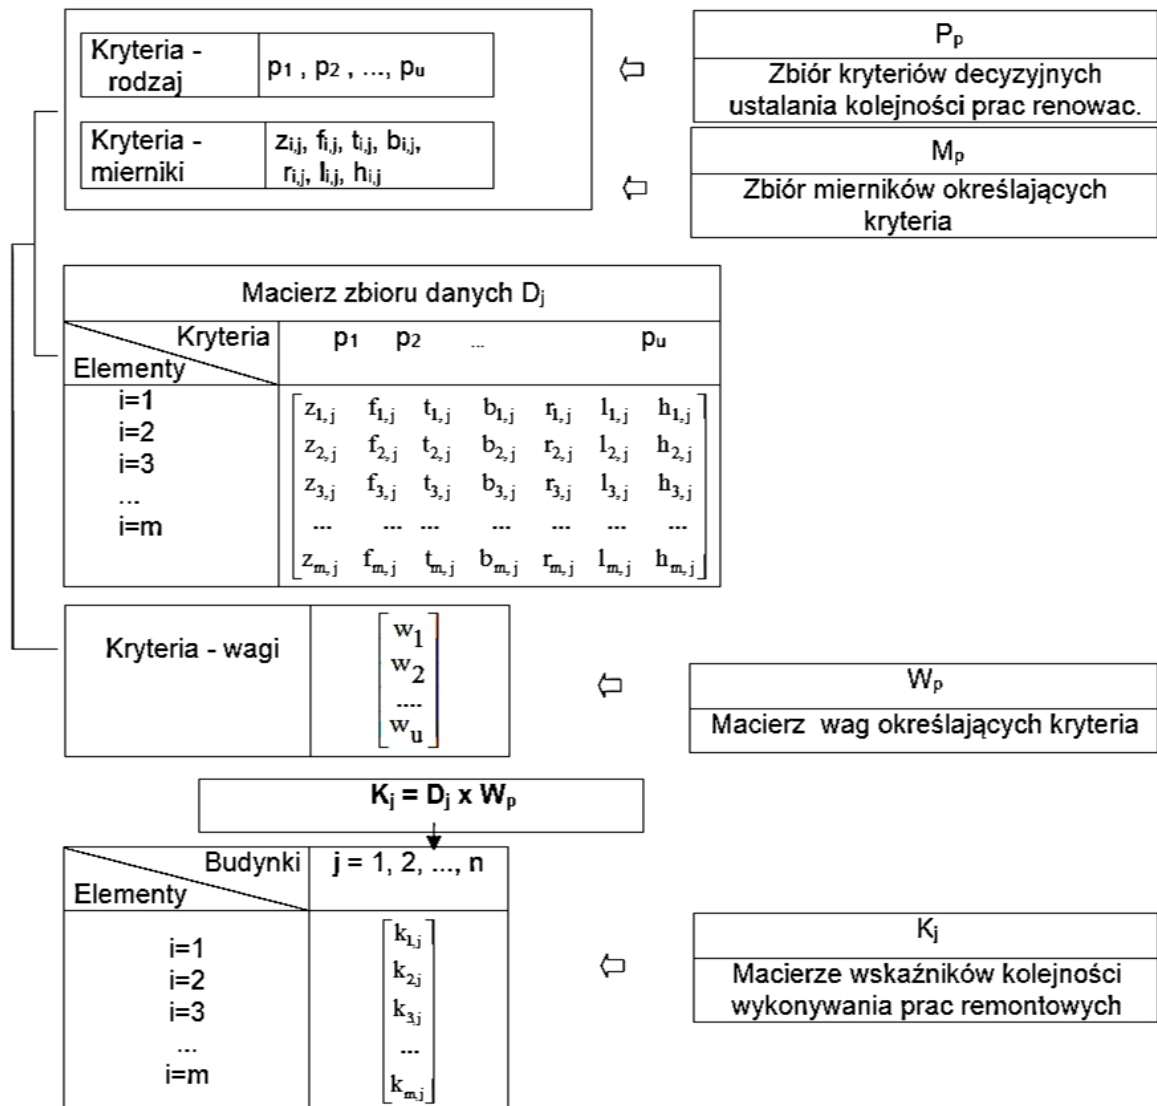 Kryteria -
rodzaj
p1 , p2 , ..., pu
Pp
Zbiór kryteriów decyzyjnych
ustalania kolejności prac renowac.
Kryteria -
mierniki
zi,j, fi,j, ti,j, bi,j,
ri,j, li,j, hi,j
Mp
Zbiór mierników określających
kryteria
Macierz zbioru danych Dj
Kryteria
Elementy
p1 p2 ... pu
i=1
i=2
i=3
...
i=m
z1,j f1,j t1,j b1,j r1,j l1,j h1,j
z2,j f2,j t2,j b2,j r2,j l2,j h2,j
z3,j f3,j t3,j b3,j r3,j l3,j h3,j
... ... ... ... ... ... ...
zm,j fm,j tm,j bm,j rm,j lm,j hm,j
Kryteria - wagi
w1
w2
....
wu
Wp
Macierz wag określających kryteria
Kj = Dj x Wp
Budynki
Elementy
j = 1, 2, ..., n
i=1
i=2
i=3
...
i=m
k1,j
k2,j
k3,j
...
km,j
Kj
Macierze wskaźników kolejności
wykonywania prac remontowych